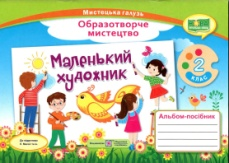 Мистецька галузь
Образотворче
мистецтво
Маленький
художник
2
клас
Альбом-посібник